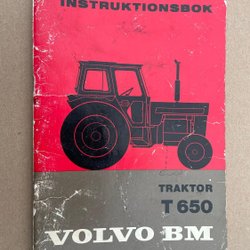 INSTRUKTIONSBOK
TRAKTOR
T 650
VOLVO BM